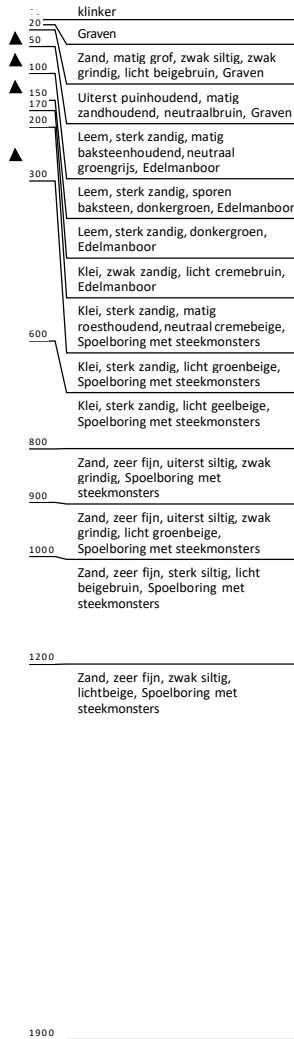 klinker
20
Graven
50
Zand, matig grof, zwak siltig, zwak
grindig, licht beigebruin, Graven
100
Uiterst puinhoudend, matig
zandhoudend, neutraalbruin, Graven
150
170
200
Leem, sterk zandig, matig
baksteenhoudend, neutraal
groengrijs, Edelmanboor
300
Leem, sterk zandig, sporen
baksteen, donkergroen, Edelmanboor
Leem, sterk zandig, donkergroen,
Edelmanboor
Klei, zwak zandig, licht cremebruin,
Edelmanboor
Klei, sterk zandig, matig
roesthoudend, neutraal cremebeige,
Spoelboring met steekmonsters
600
Klei, sterk zandig, licht groenbeige,
Spoelboring met steekmonsters
Klei, sterk zandig, licht geelbeige,
Spoelboring met steekmonsters
800
Zand, zeer fijn, uiterst siltig, zwak
grindig, Spoelboring met
steekmonsters
900
Zand, zeer fijn, uiterst siltig, zwak
grindig, licht groenbeige,
Spoelboring met steekmonsters
1000
Zand, zeer fijn, sterk siltig, licht
beigebruin, Spoelboring met
steekmonsters
1200
Zand, zeer fijn, zwak siltig,
lichtbeige, Spoelboring met
steekmonsters
1900